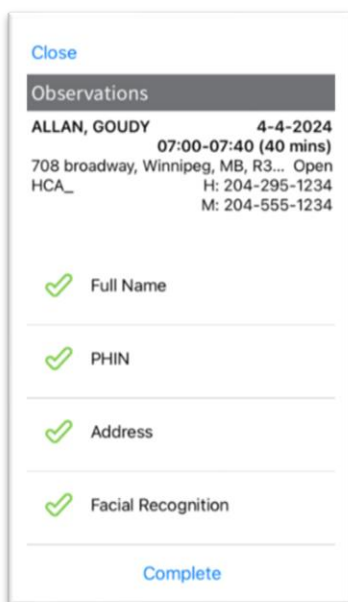 Close
Observations
ALLAN, GOUDY 4-4-2024
07:00-07:40 (40 mins)
708 broadway, Winnipeg, MB, R3... Open
HCA_ H: 204-295-1234
M: 204-555-1234
Full Name
PHIN
Address
Facial Recognition
Complete